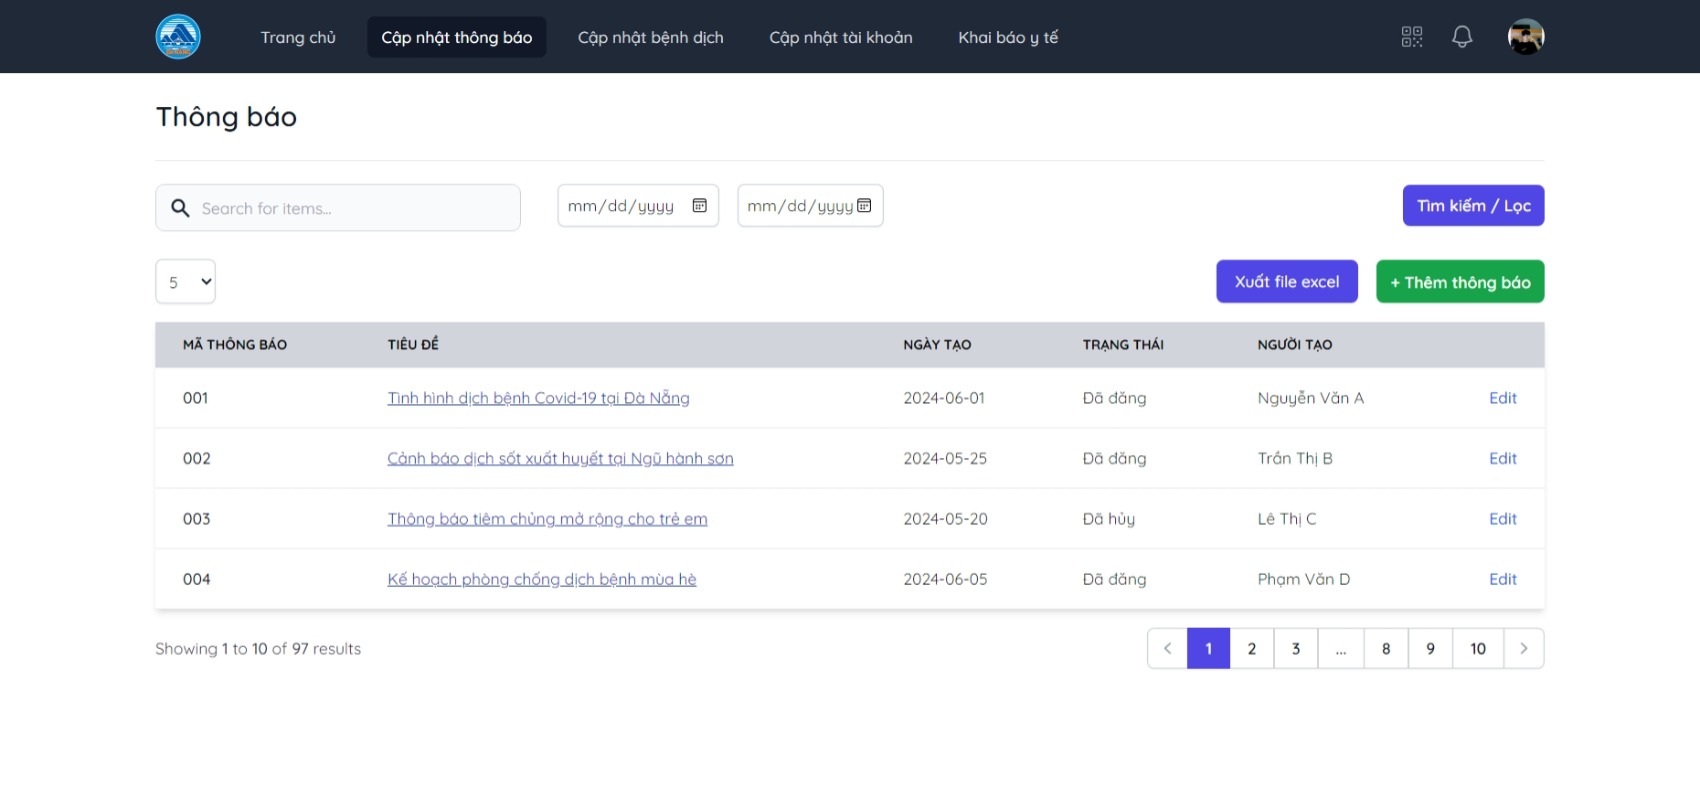 Trang chủ Cập nhật thông báo Cập nhật bệnh dịch Cập nhật tài khoản Khai báo y tế
Thông báo
Search for items... mm/dd/yyyy mm/dd/yyyy Tìm kiếm / Lọc
5 Xuất file excel + Thêm thông báo
MÃ THÔNG BÁO TIÊU ĐỀ NGÀY TẠO TRẠNG THÁI NGƯỜI TẠO
001 Tình hình dịch bệnh Covid-19 tại Đà Nẵng 2024-06-01 Đã đăng Nguyễn Văn A Edit
002 Cảnh báo dịch sốt xuất huyết tại Ngũ hành sơn 2024-05-25 Đã đăng Trần Thị B Edit
003 Thông báo tiêm chủng mở rộng cho trẻ em 2024-05-20 Đã hủy Lê Thị C Edit
004 Kế hoạch phòng chống dịch bệnh mùa hè 2024-06-05 Đã đăng Phạm Văn D Edit
Showing 1 to 10 of 97 results 1 2 3 ... 8 9 10